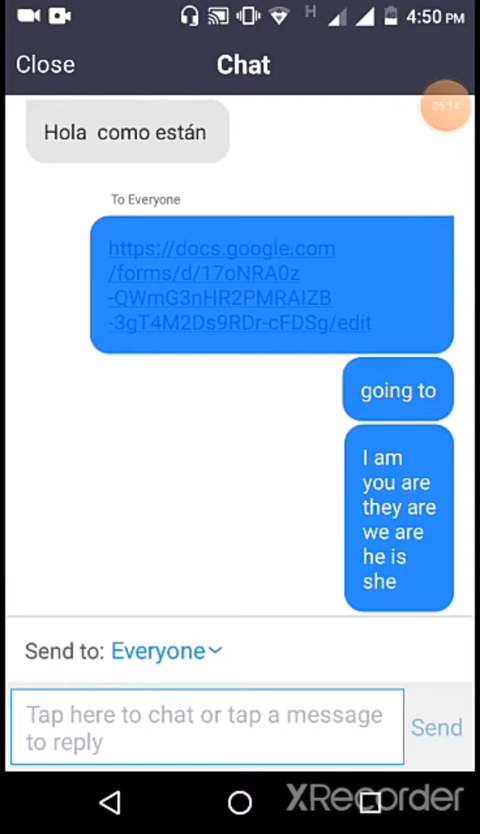 H 4:50 PM
Close Chat
05:14
Hola como están
To Everyone
https://docs.google.com
/forms/d/17oNRA0z
-QWmG3nHR2PMRAIZB
-3gT4M2Ds9RDr-cFDSg/edit
going to
I am
you are
they are
we are
he is
she
Send to: Everyone
Tap here to chat or tap a message
to reply
Send
XRecorder